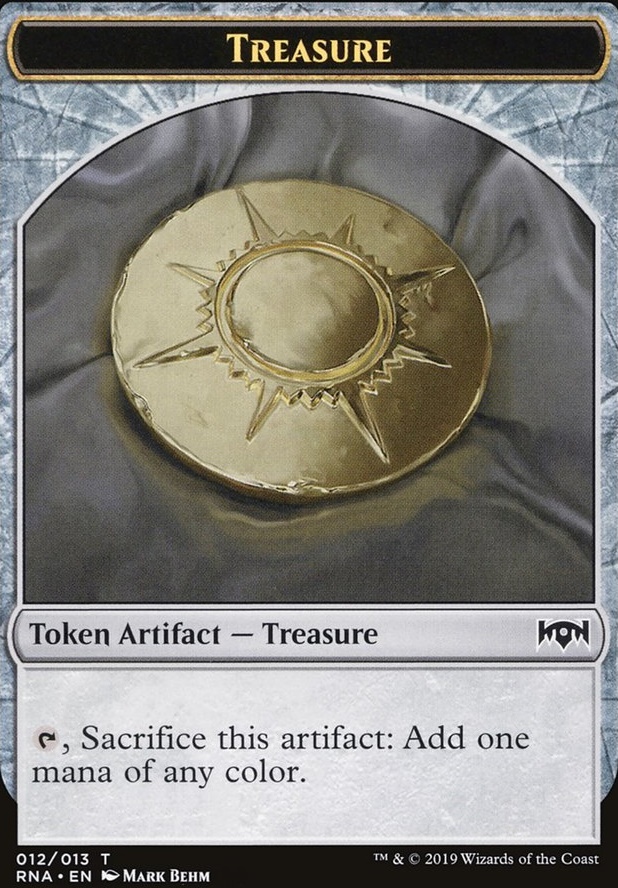 TREASURE
Token Artifact — Treasure
, Sacrifice this artifact: Add one
mana of any color.
012/013 T
RNA • EN MARK BEHM
™ & © 2019 Wizards of the Coast